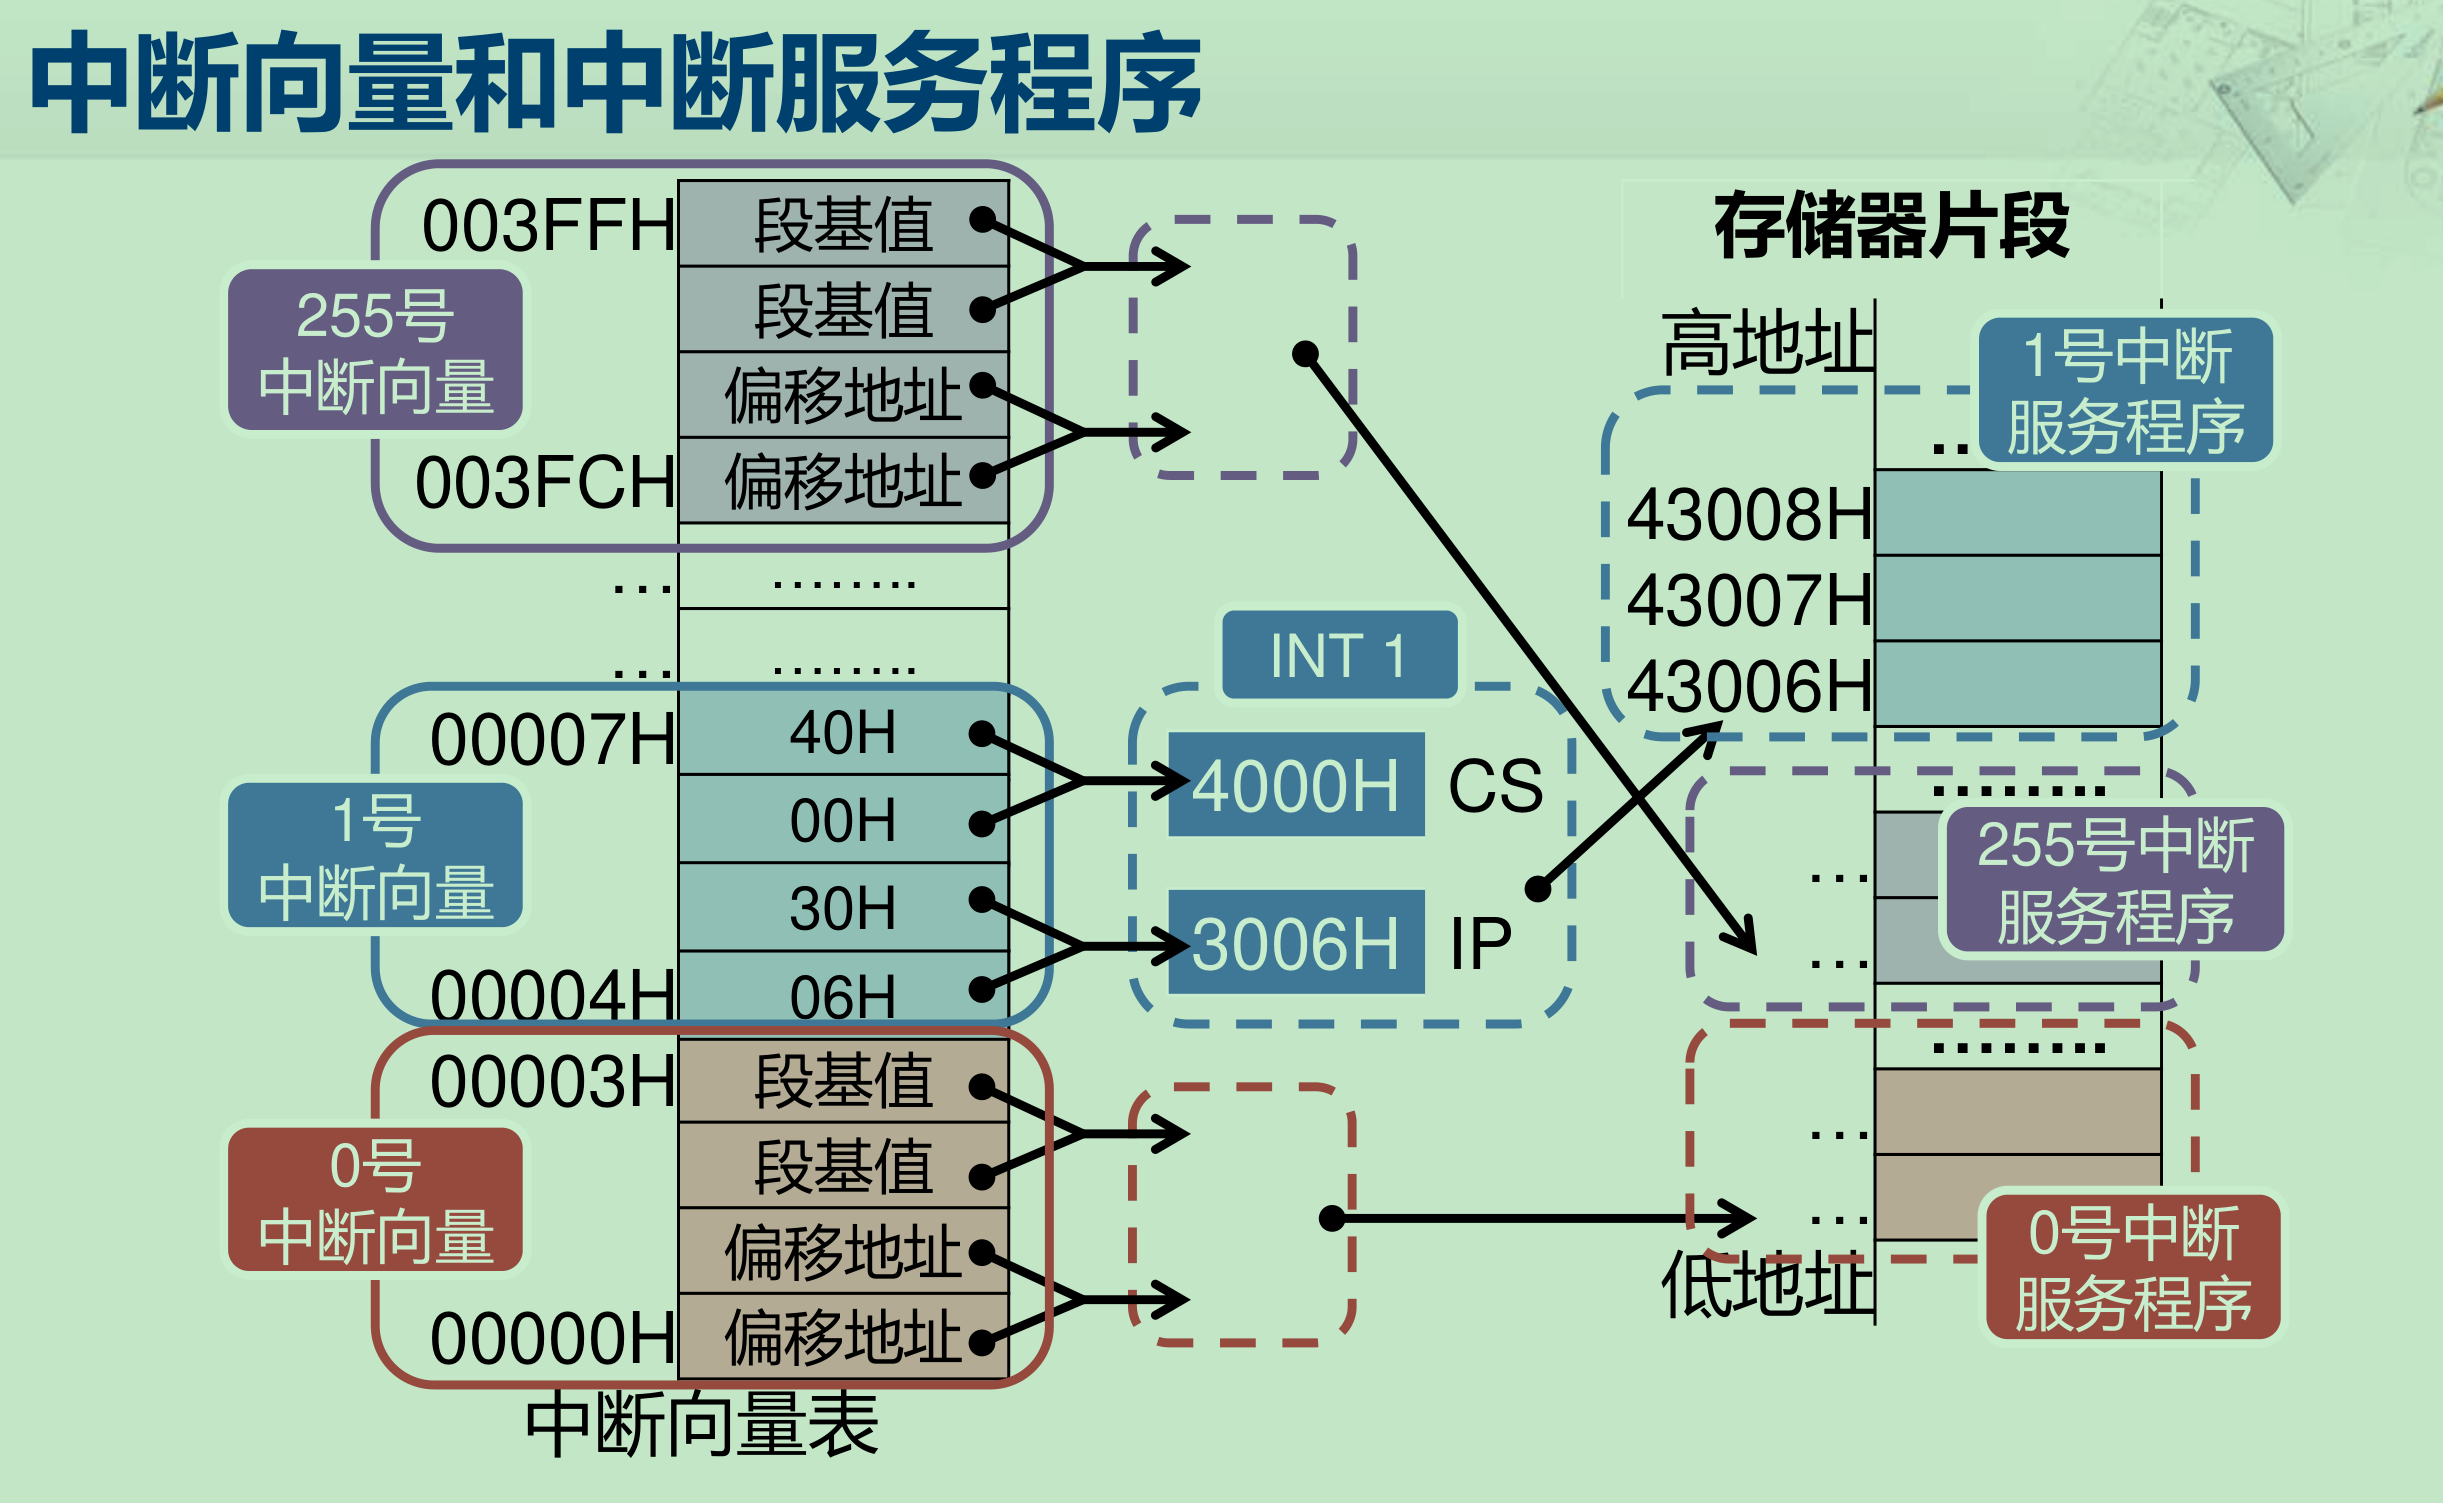 中断向量和中断服务程序
003FFFH
段基值
段基值
偏移地址
003FCH
偏移地址
255号
中断向量
… ……..
… ……..
00007H
40H
00H
30H
00004H
06H
1号
中断向量
00003H
段基值
段基值
偏移地址
00000H
偏移地址
0号
中断向量
中断向量表
INT 1
4000H
CS
3006H
IP
存储器片段
高地址
1号中断
服务程序
..
43008H
43007H
43006H
……..
255号中断
服务程序
…
…
……..
…
…
低地址
0号中断
服务程序